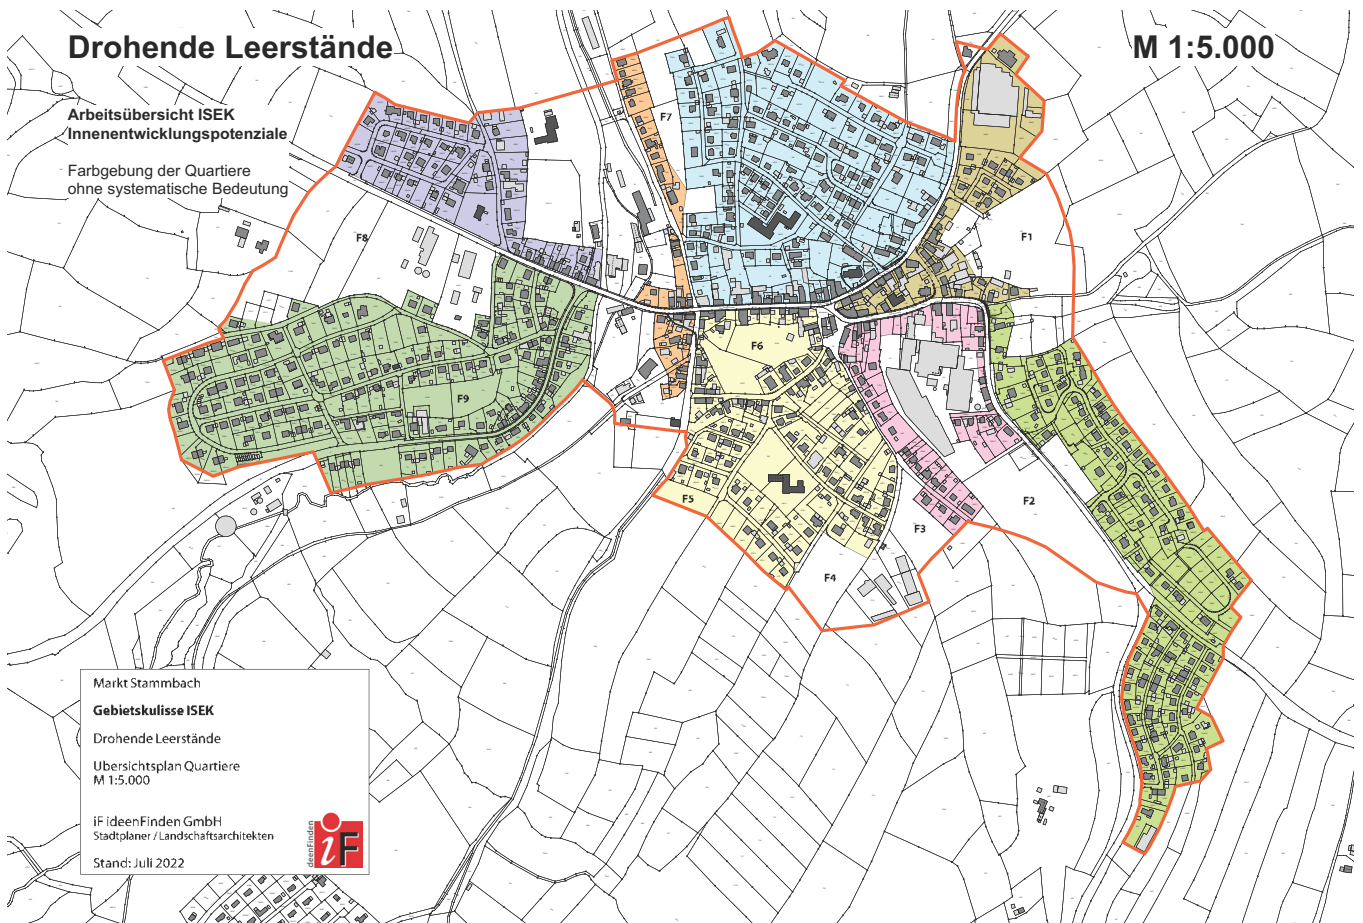 Drohende Leerstände
M 1:5.000
Arbeitsübersicht ISEK
Innenentwicklungspotenziale
Farbgebung der Quartiere
ohne systematische Bedeutung
F7
F8
F1
F6
F9
F5
F2
F3
F4
Markt Stammbach
Gebietskulisse ISEK
Drohende Leerstände
Übersichtsplan Quartiere
M 1:5.000
iF ideenFinden GmbH
Stadtplaner / Landschaftsarchitekten
Stand: Juli 2022
ideenFinden
iF